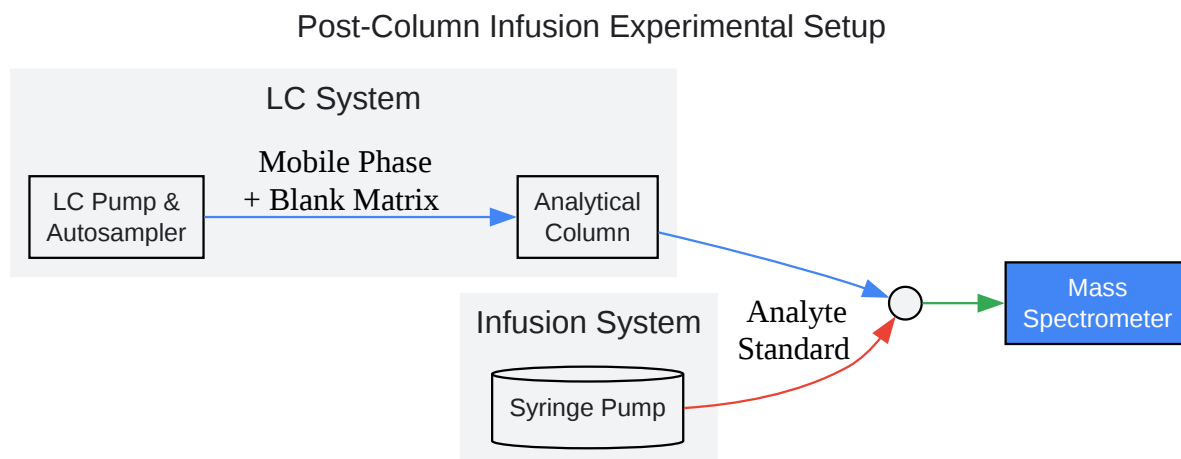 Post-Column Infusion Experimental Setup
LC System
Mobile Phase
+ Blank Matrix
LC Pump &
Autosampler
Analytical
Column
Infusion System
Analyte
Standard
Syringe Pump
Mass
Spectrometer